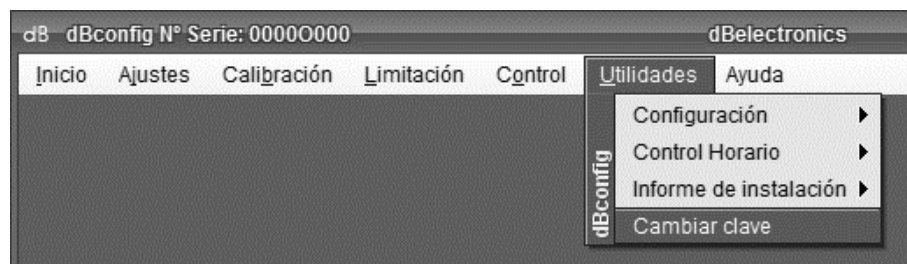 dB dBconfig Nº Serie: 0000O000 dBelectronics
Inicio Ajustes Calibración Limitación Control Utilidades Ayuda
Configuración
Control Horario
Informe de instalación
Cambiar clave
dBconfig